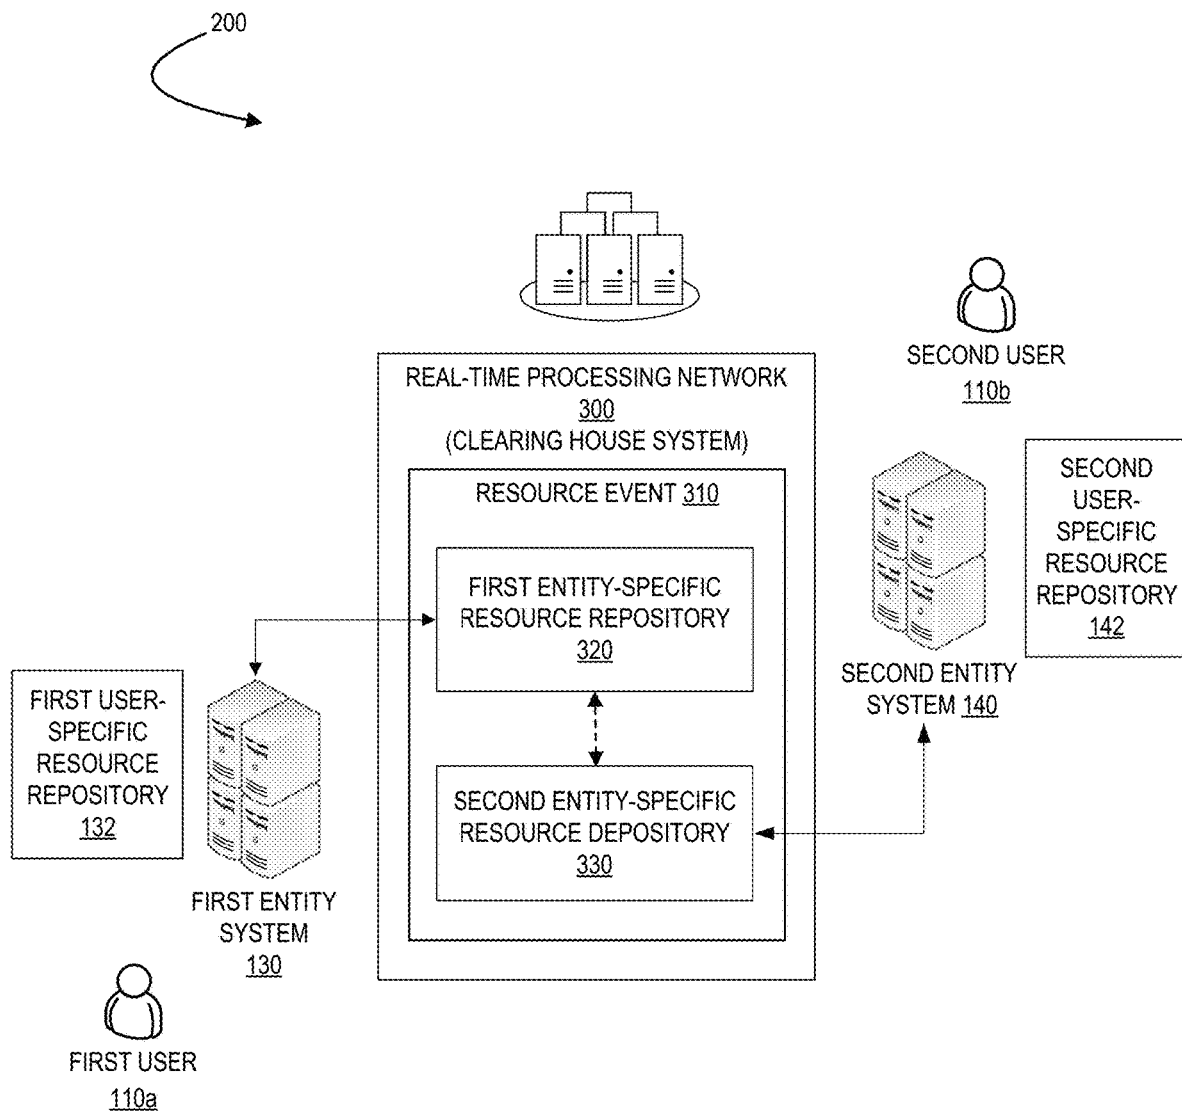 200
SECOND USER
110b
REAL-TIME PROCESSING NETWORK
300
(CLEARING HOUSE SYSTEM)
RESOURCE EVENT 310
FIRST ENTITY-SPECIFIC
RESOURCE REPOSITORY
320
SECOND ENTITY-SPECIFIC
RESOURCE DEPOSITORY
330
SECOND
USER-
SPECIFIC
RESOURCE
REPOSITORY
142
SECOND ENTITY
SYSTEM 140
FIRST USER-
SPECIFIC
RESOURCE
REPOSITORY
132
FIRST ENTITY
SYSTEM
130
FIRST USER
110a